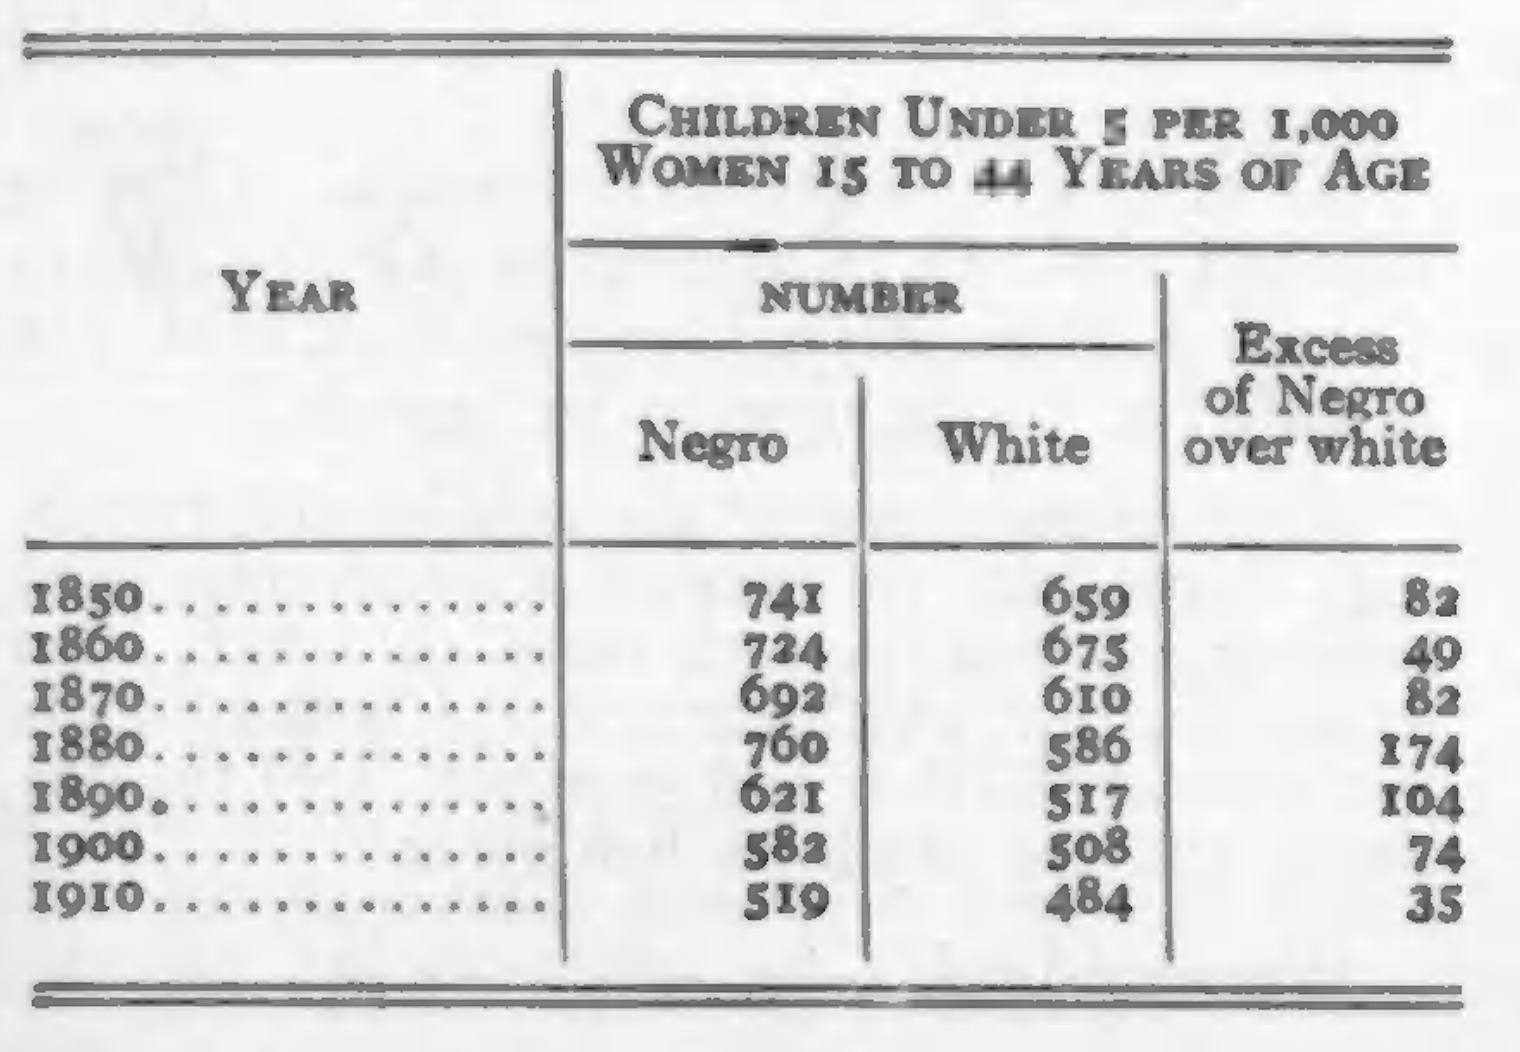 CHILDREN UNDER 5 PER 1,000
WOMEN 15 TO 44 YEARS OF AGE
YEAR
NUMBER
Excess
of Negro
over white
Negro
White
1850. . . . . . . . . . . . . . 741 659 82
1860. . . . . . . . . . . . . . 724 675 49
1870. . . . . . . . . . . . . . 692 610 82
1880. . . . . . . . . . . . . . 760 586 174
1890. . . . . . . . . . . . . . 621 517 104
1900. . . . . . . . . . . . . . 582 508 74
1910. . . . . . . . . . . . . . 519 484 35